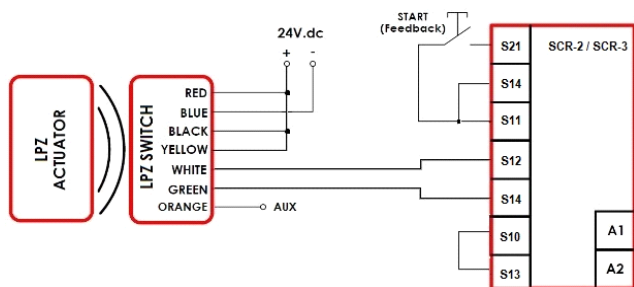 START
(Feedback)
24V.dc
+ -
LPZ
ACTUATOR
LPZ SWITCH
RED
BLUE
BLACK
YELLOW
WHITE
GREEN
ORANGE
AUX
SCR-2 / SCR-3
S21
S14
S11
S12
S14
S10
S13
A1
A2